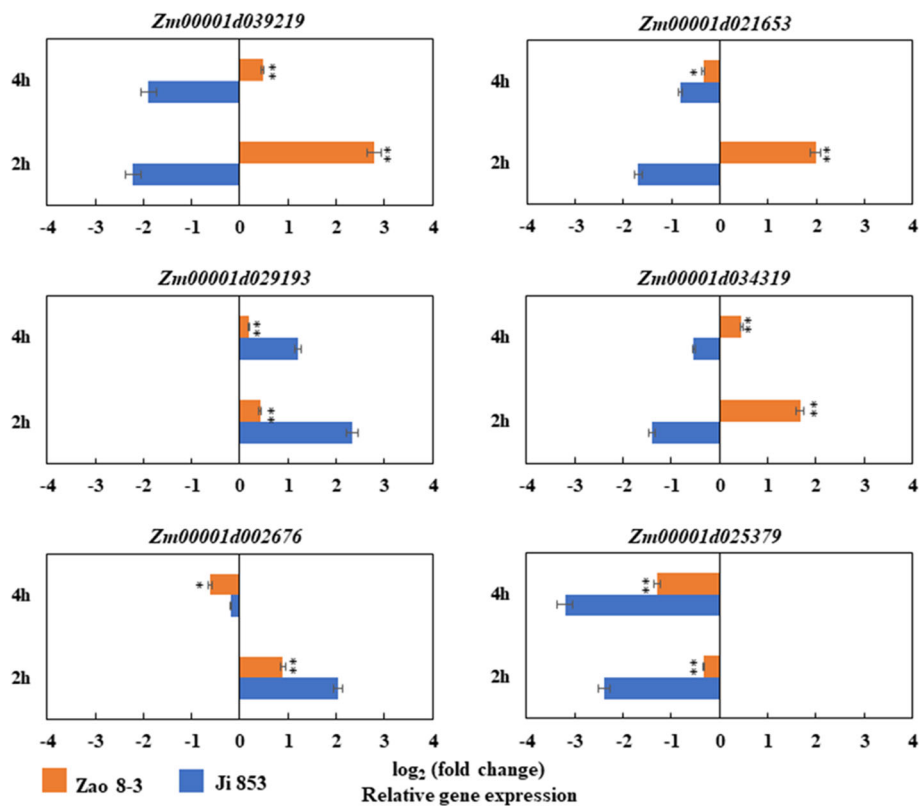 Zm00001d039219
4h
**
2h
**
-4 -3 -2 -1 0 1 2 3 4
Zm00001d021653
4h
*
2h
**
-4 -3 -2 -1 0 1 2 3 4
Zm00001d029193
4h
**
2h
**
-4 -3 -2 -1 0 1 2 3 4
Zm00001d034319
4h
**
2h
**
-4 -3 -2 -1 0 1 2 3 4
Zm00001d002676
4h
*
2h
**
-4 -3 -2 -1 0 1 2 3 4
Zm00001d025379
4h
**
2h
**
-4 -3 -2 -1 0 1 2 3 4
Zao 8-3
Ji 853
log₂ (fold change)
Relative gene expression